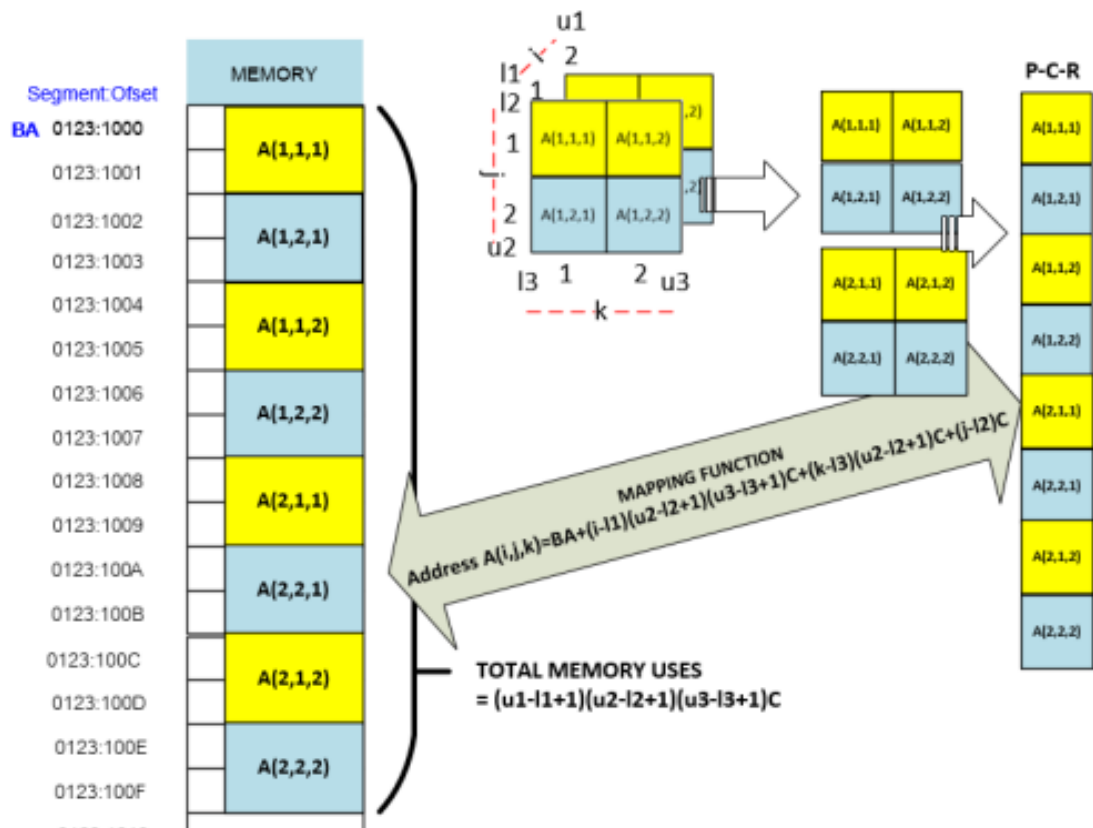 MEMORY
Segment:Ofset
BA 0123:1000
0123:1001
0123:1002
0123:1003
0123:1004
0123:1005
0123:1006
0123:1007
0123:1008
0123:1009
0123:100A
0123:100B
0123:100C
0123:100D
0123:100E
0123:100F
A(1,1,1)
A(1,2,1)
A(1,1,2)
A(1,2,2)
A(2,1,1)
A(2,2,1)
A(2,1,2)
A(2,2,2)
u1
i
2
l1
1
l2
1
j
2
u2
l3
1
2
u3
k
A(1,1,1) A(1,1,2)
A(1,2,1) A(1,2,2)
,2)
,2)
A(1,1,1) A(1,1,2)
A(1,2,1) A(1,2,2)
A(2,1,1) A(2,1,2)
A(2,2,1) A(2,2,2)
P-C-R
A(1,1,1)
A(1,2,1)
A(1,1,2)
A(1,2,2)
A(2,1,1)
A(2,2,1)
A(2,1,2)
A(2,2,2)
MAPPING FUNCTION
Address A(i,j,k)=BA+(i-l1)(u2-l2+1)(u3-l3+1)C+(k-l3)(u2-l2+1)C+(j-l2)C
TOTAL MEMORY USES
= (u1-l1+1)(u2-l2+1)(u3-l3+1)C